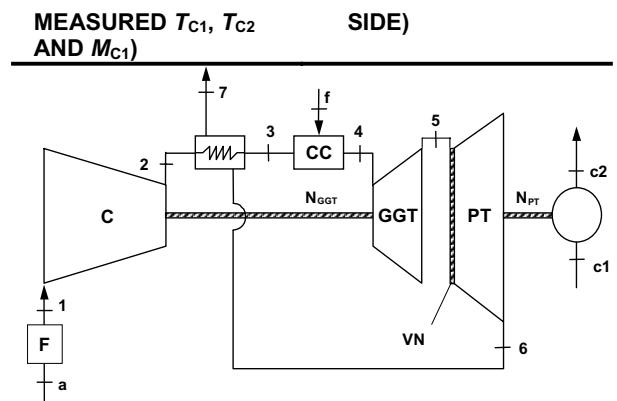 MEASURED TC1, TC2 SIDE)
AND MC1)
7
f
2
3
CC
4
5
C
NGGT
GGT
PT
NPT
c2
c1
1
F
a
VN
6